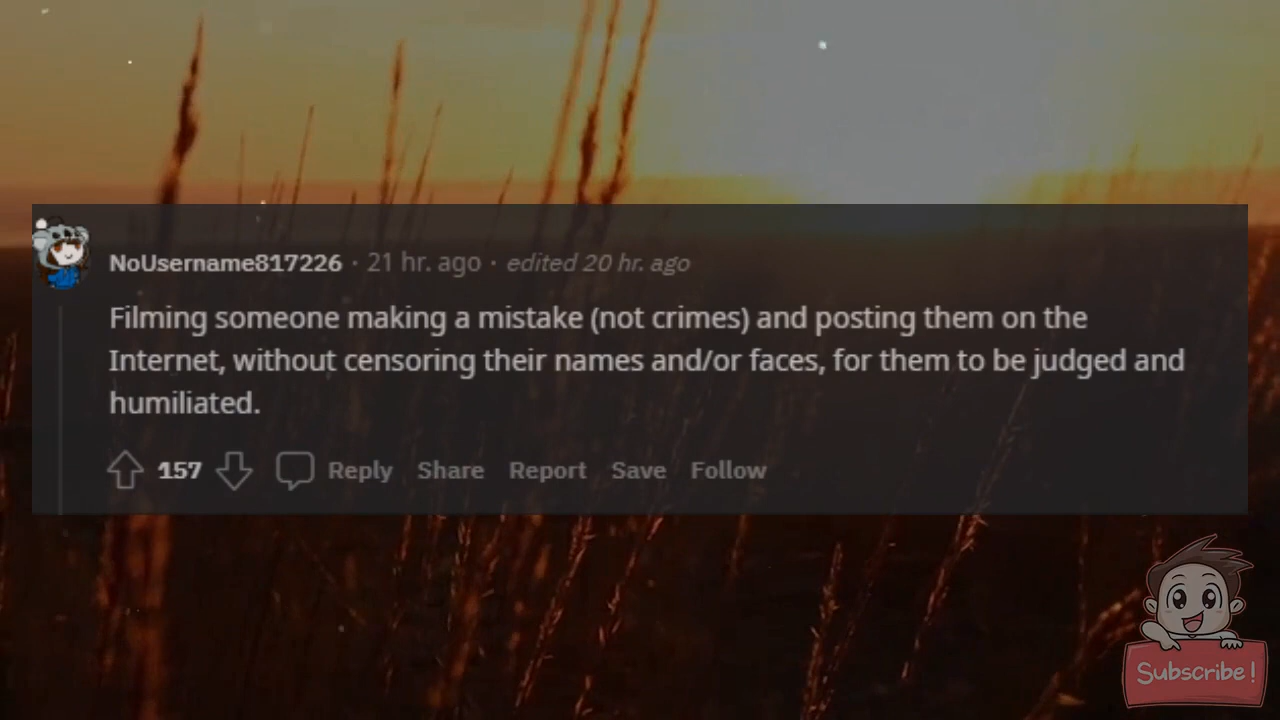 NoUsername817226 · 21 hr. ago · edited 20 hr. ago
Filming someone making a mistake (not crimes) and posting them on the
Internet, without censoring their names and/or faces, for them to be judged and
humiliated.
157 Reply Share Report Save Follow
Subscribe!